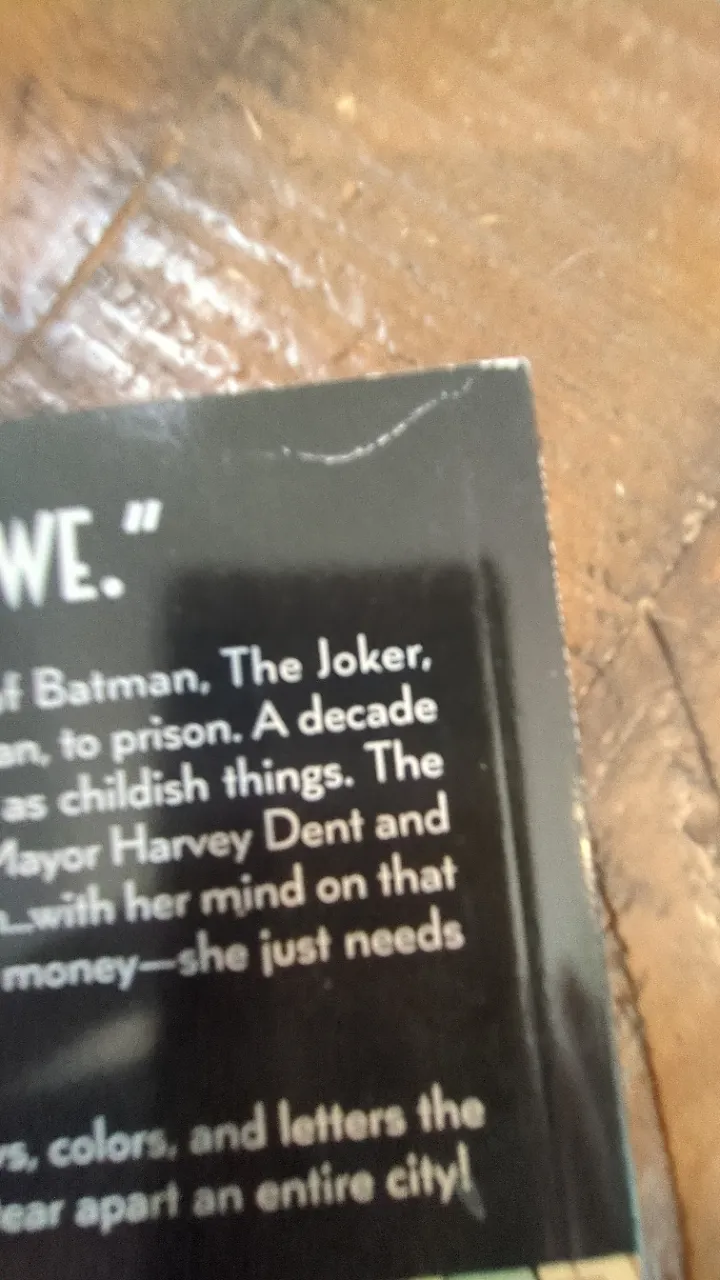 WE."
of Batman, The Joker,
an, to prison. A decade
as childish things. The
Mayor Harvey Dent and
with her mind on that
money—she just needs
s, colors, and letters the
tear apart an entire city!